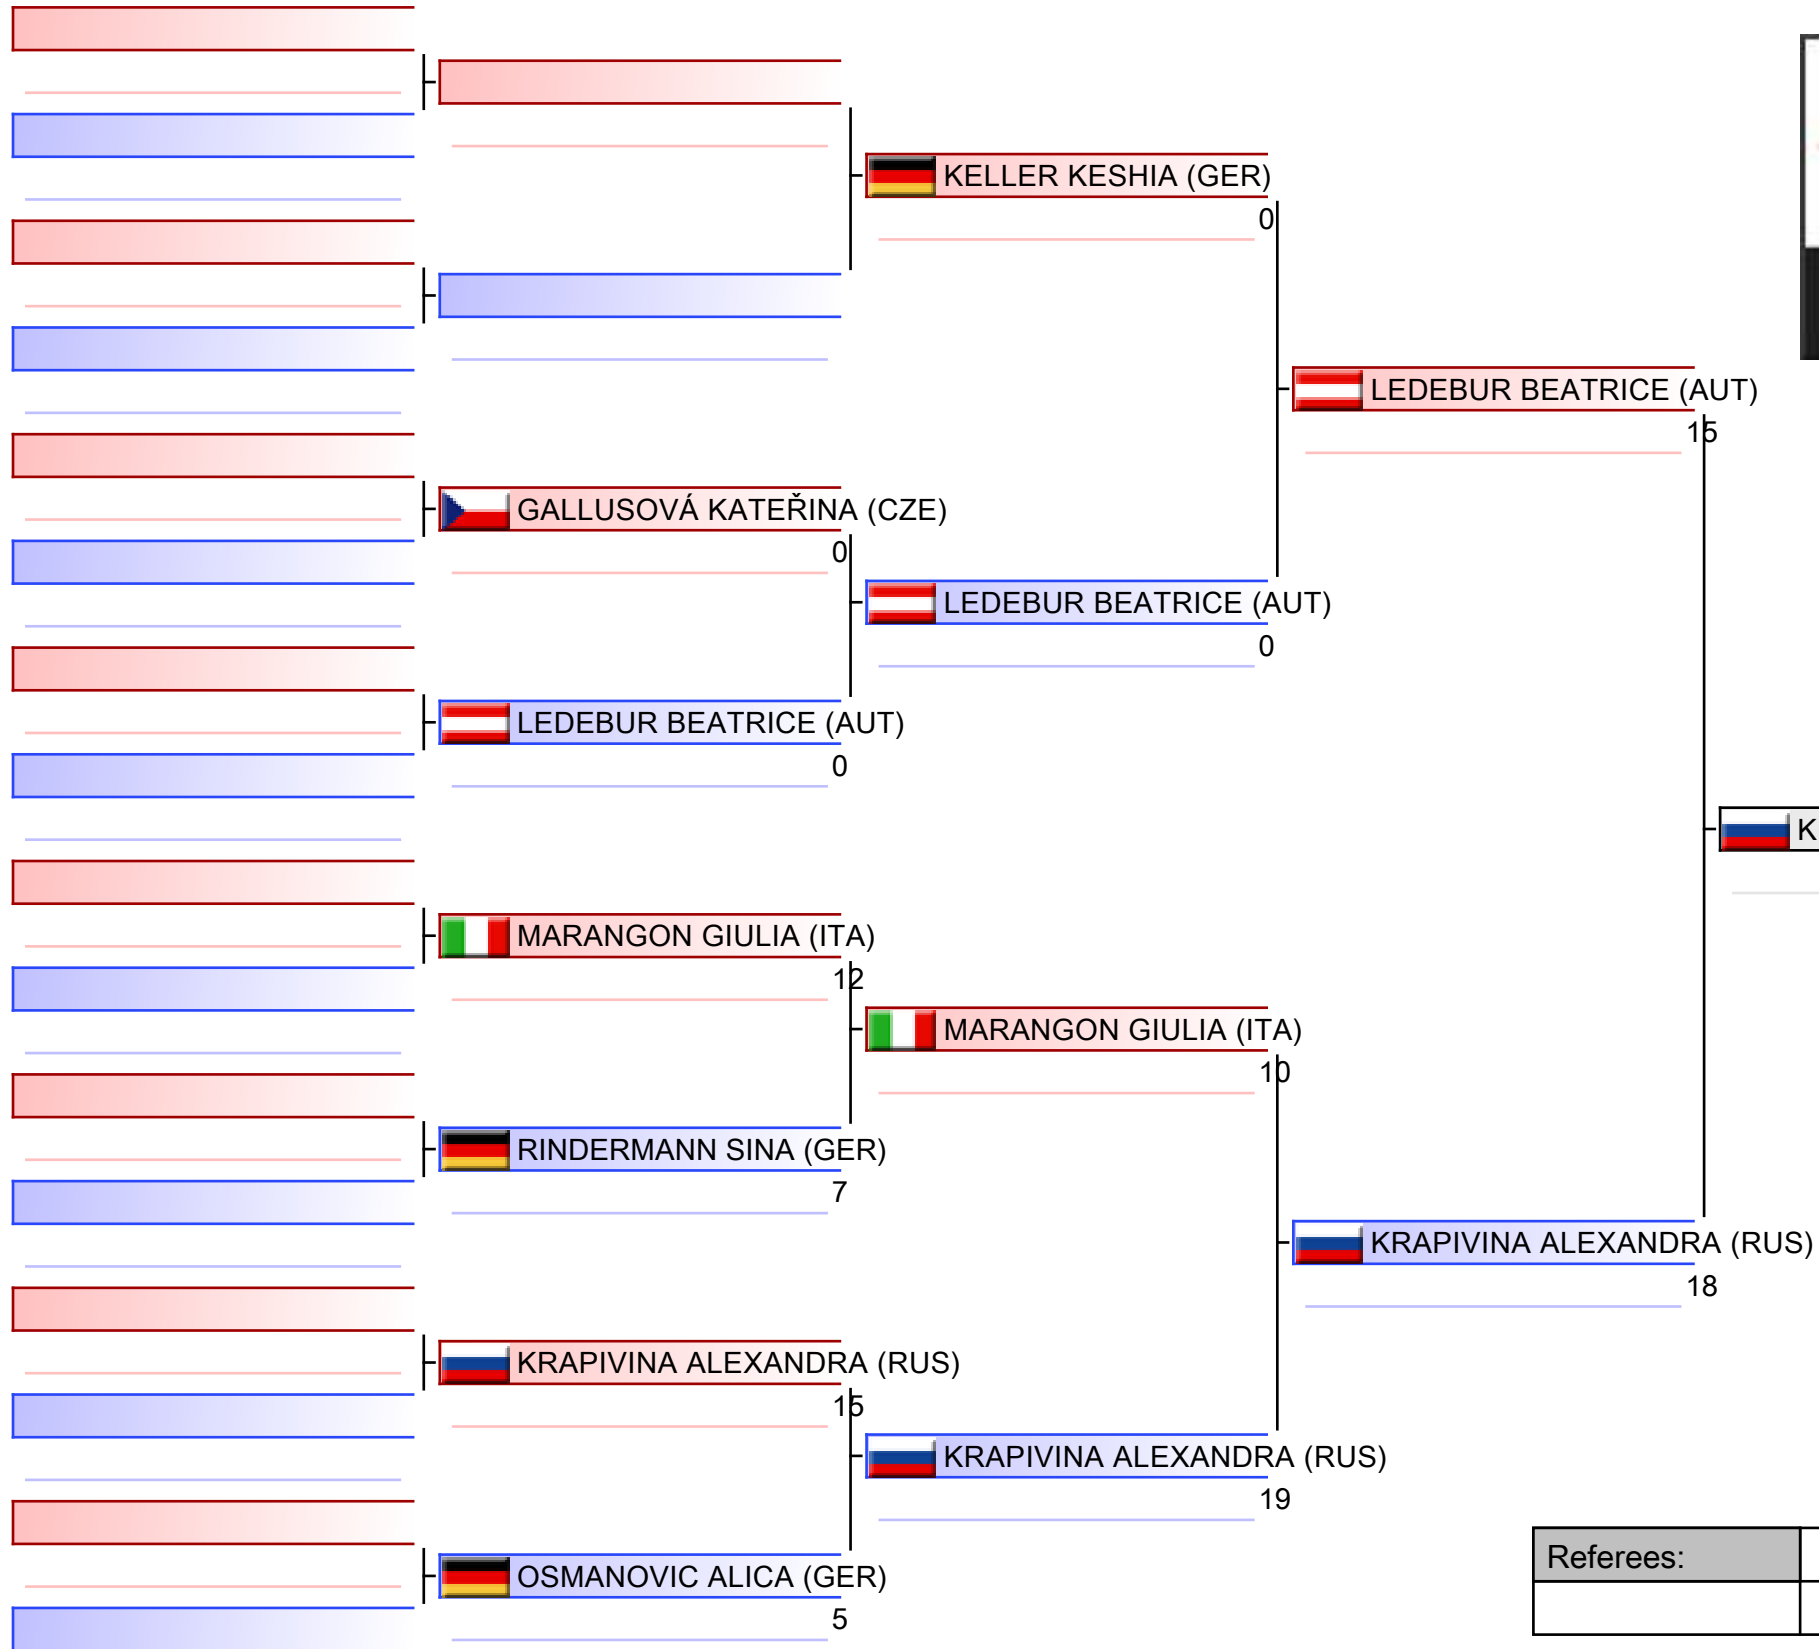 KELLER KESHIA (GER)
0
LEDEBUR BEATRICE (AUT)
15
GALLUSOVÁ KATEŘINA (CZE)
0
LEDEBUR BEATRICE (AUT)
0
LEDEBUR BEATRICE (AUT)
0
K
MARANGON GIULIA (ITA)
12
MARANGON GIULIA (ITA)
10
RINDERMANN SINA (GER)
7
KRAPIVINA ALEXANDRA (RUS)
18
KRAPIVINA ALEXANDRA (RUS)
15
KRAPIVINA ALEXANDRA (RUS)
19
Referees:
OSMANOVIC ALICA (GER)
5